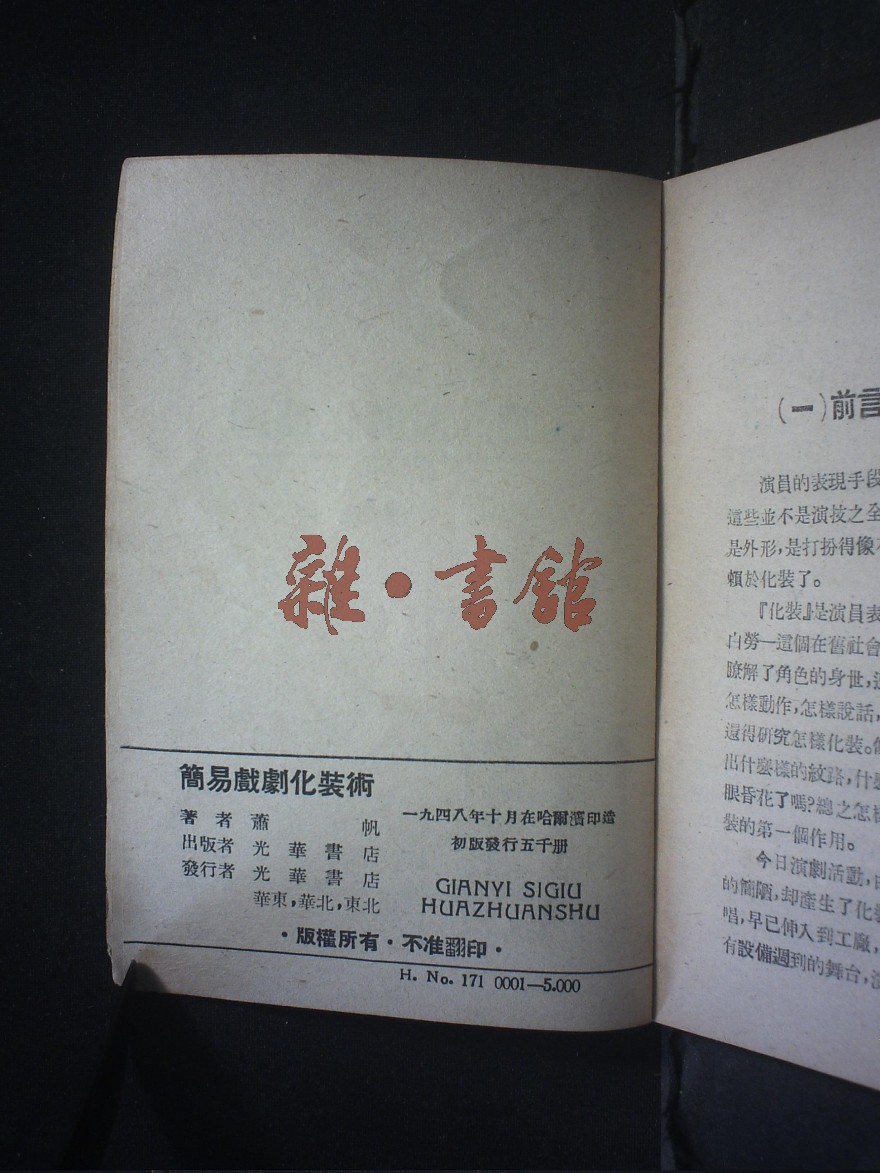 雜·書館
簡易戲劇化裝術
著者 蕭帆
出版者 光華書店
發行者 光華書店
華東,華北,東北
一九四八年十月在哈爾濱印造
初版發行五千册
GIANYI SIGIU
HUAZHUANSHU
·版權所有·不准翻印·
H. No. 171 0001—5.000
(一)前言
演員的表現手段
這些並不是演技之全
是外形,是打扮得像
賴於化裝了。
『化裝』是演員表
白勞—這個在舊社會
瞭解了角色的身世,
怎樣動作,怎樣說話,
還得研究怎樣化裝。
出什麼樣的紋路,什
眼昏花了嗎?總之怎樣
裝的第一個作用。
今日演劇活動,
的簡陋,却產生了化裝
唱,早已伸入到工廠,
有設備週到的舞台,